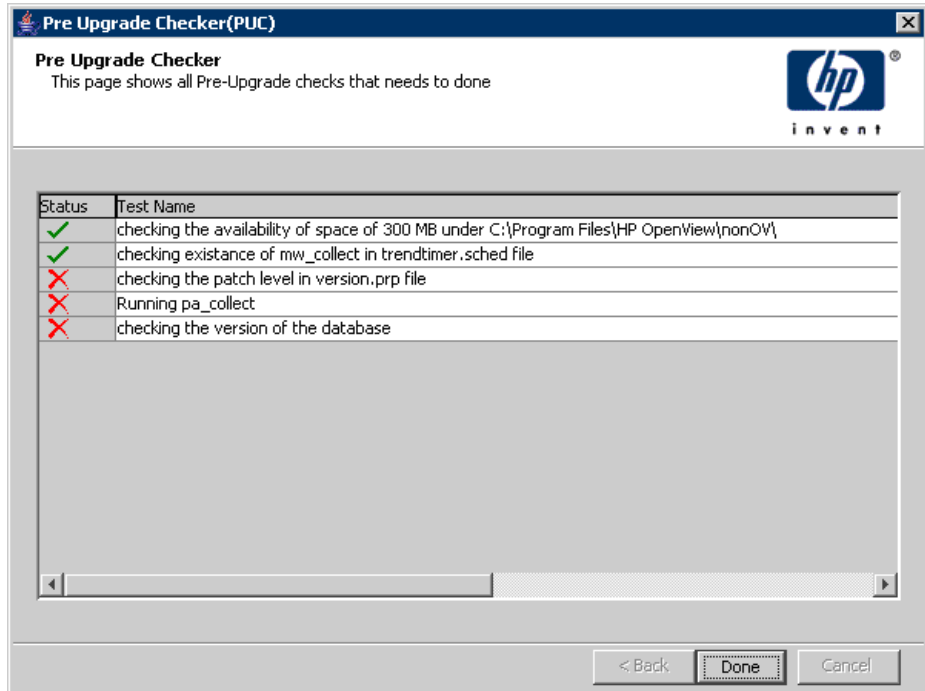 Pre Upgrade Checker(PUC)
Pre Upgrade Checker
This page shows all Pre-Upgrade checks that needs to done
hp
®
invent
Status Test Name
checking the availability of space of 300 MB under C:\Program Files\HP OpenView\nonOV\
checking existance of mw_collect in trendtimer.sched file
checking the patch level in version.prp file
Running pa_collect
checking the version of the database
< Back Done Cancel